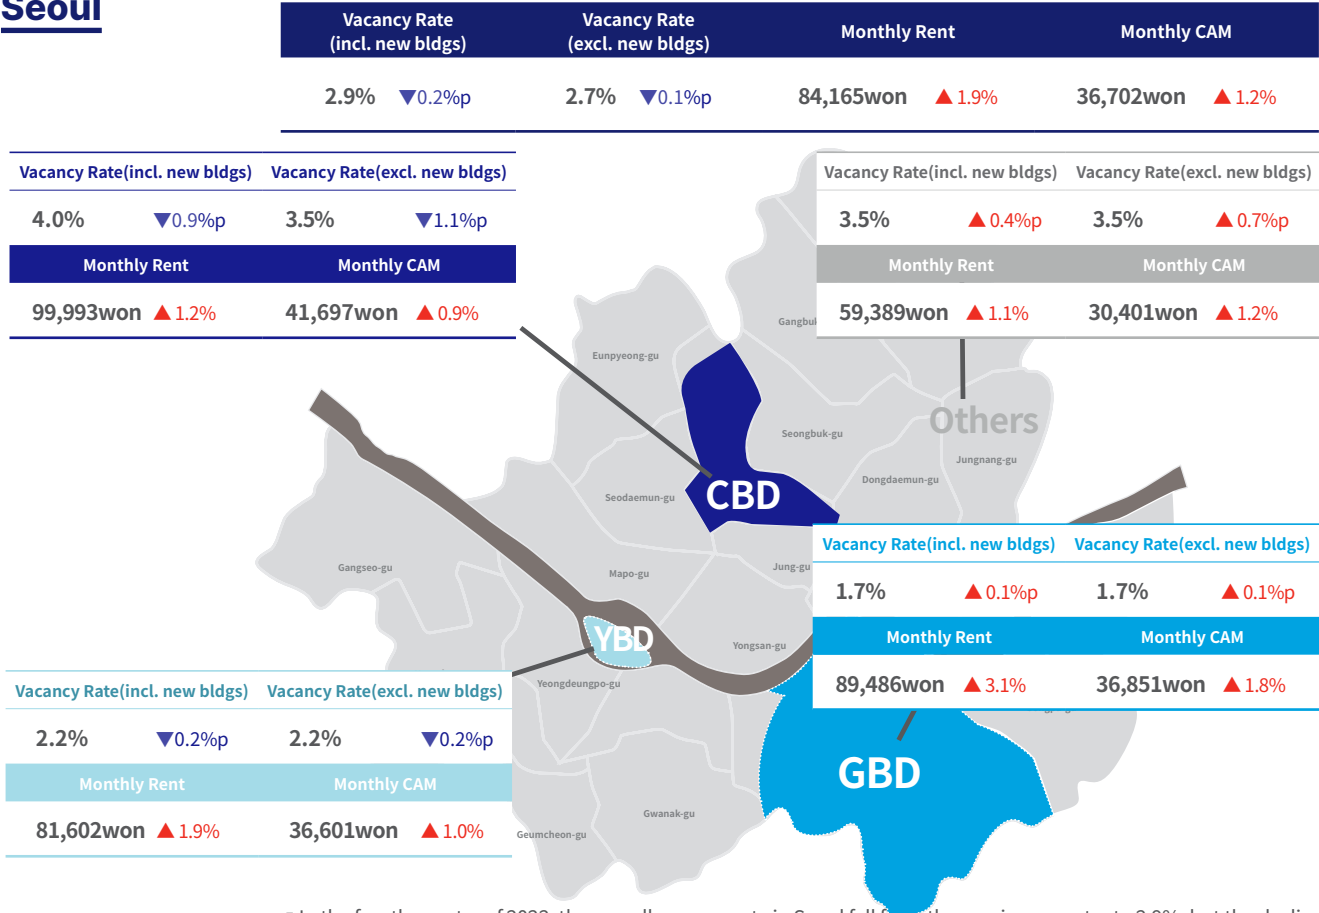 Seoul
Vacancy Rate (incl. new bldgs) Vacancy Rate (excl. new bldgs) Monthly Rent Monthly CAM
2.9% ▼0.2%p 2.7% ▼0.1%p 84,165won ▲1.9% 36,702won ▲1.2%
Vacancy Rate(incl. new bldgs) Vacancy Rate(excl. new bldgs)
4.0% ▼0.9%p 3.5% ▼1.1%p
Monthly Rent Monthly CAM
99,993won ▲1.2% 41,697won ▲0.9%
Vacancy Rate(incl. new bldgs) Vacancy Rate(excl. new bldgs)
3.5% ▲0.4%p 3.5% ▲0.7%p
Monthly Rent Monthly CAM
59,389won ▲1.1% 30,401won ▲1.2%
Gangbuk
Eunpyeong-gu
Others
Seongbuk-gu
Jungnang-gu
Dongdaemun-gu
Seodaemun-gu
CBD
Gangseo-gu
Mapo-gu
Jung-gu
YBD
Yongsan-gu
Yeongdeungpo-gu
Vacancy Rate(incl. new bldgs) Vacancy Rate(excl. new bldgs)
1.7% ▲0.1%p 1.7% ▲0.1%p
Monthly Rent Monthly CAM
89,486won ▲3.1% 36,851won ▲1.8%
Vacancy Rate(incl. new bldgs) Vacancy Rate(excl. new bldgs)
2.2% ▼0.2%p 2.2% ▼0.2%p
Monthly Rent Monthly CAM
81,602won ▲1.9% 36,601won ▲1.0%
GBD
Gwanak-gu
Geumcheon-gu